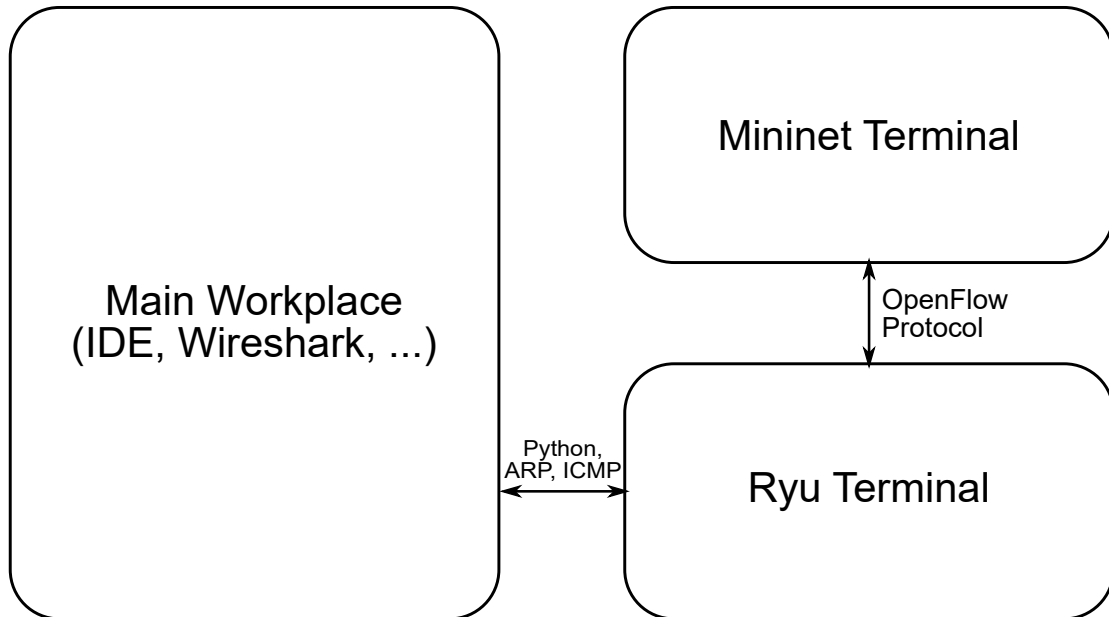 Main Workplace
(IDE, Wireshark, ...)
Mininet Terminal
OpenFlow
Protocol
Python,
ARP, ICMP
Ryu Terminal